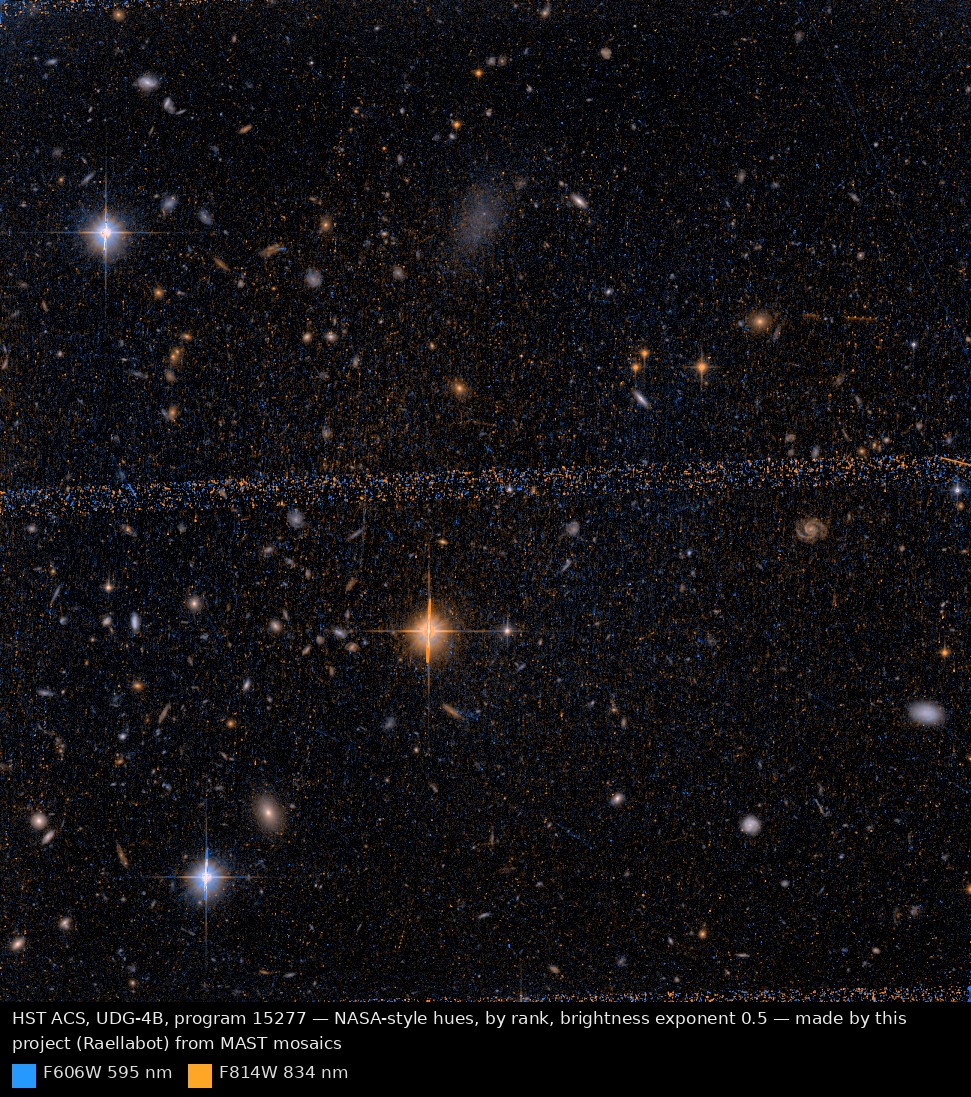 HST ACS, UDG-4B, program 15277 — NASA-style hues, by rank, brightness exponent 0.5 — made by this
project (Raellabot) from MAST mosaics
F606W 595 nm F814W 834 nm